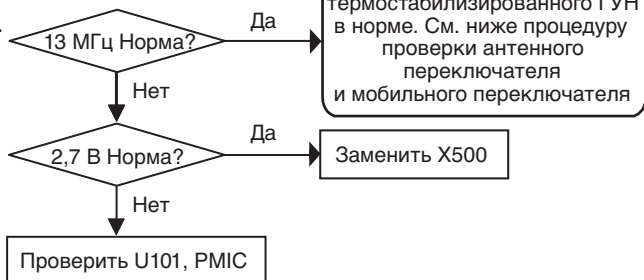 термостабилизированного ГУН
в норме. См. ниже процедуру
проверки антенного
переключателя
и мобильного переключателя
13 МГц Норма?
Да
Нет
2,7 В Норма?
Да
Заменить X500
Нет
Проверить U101, PMIC